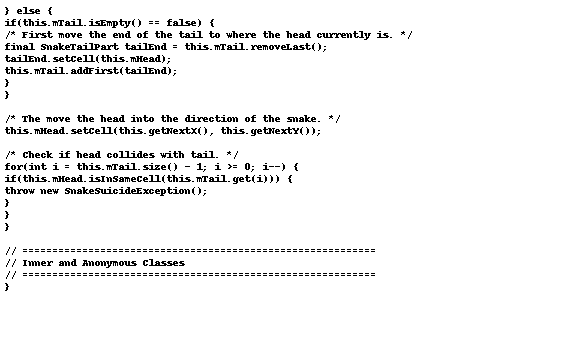 } else {
if(this.mTail.isEmpty() == false) {
/* First move the end of the tail to where the head currently is. */
final SnakeTailPart tailEnd = this.mTail.removeLast();
tailEnd.setCell(this.mHead);
this.mTail.addFirst(tailEnd);
}
}

/* The move the head into the direction of the snake. */
this.mHead.setCell(this.getNextX(), this.getNextY());

/* Check if head collides with tail. */
for(int i = this.mTail.size() - 1; i >= 0; i--) {
if(this.mHead.isInSameCell(this.mTail.get(i))) {
throw new SnakeSuicideException();
}
}
}

// ===========================================================
// Inner and Anonymous Classes
// ===========================================================
}